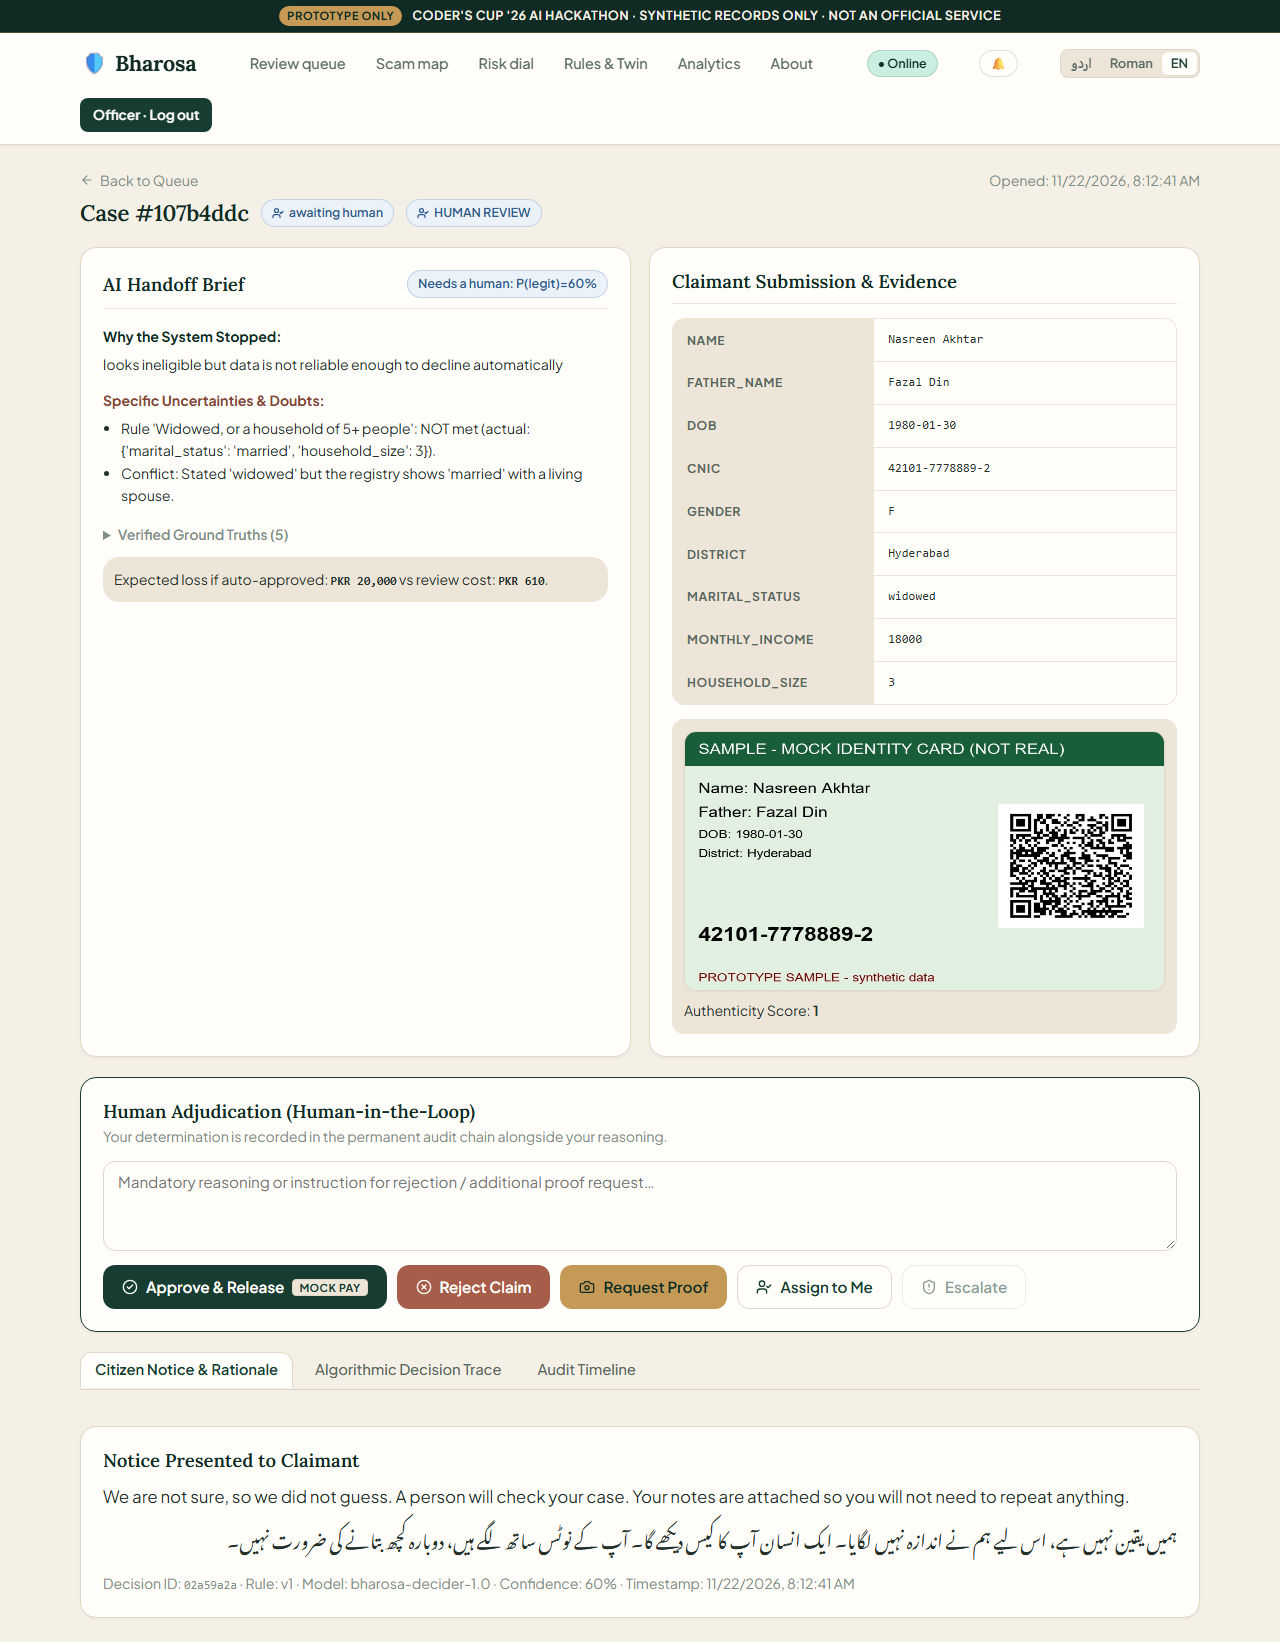 PROTOTYPE ONLY CODER'S CUP '26 AI HACKATHON · SYNTHETIC RECORDS ONLY · NOT AN OFFICIAL SERVICE
Bharosa Review queue Scam map Risk dial Rules & Twin Analytics About ● Online اردو Roman EN
Officer · Log out
← Back to Queue Opened: 11/22/2026, 8:12:41 AM
Case #107b4ddc awaiting human HUMAN REVIEW
AI Handoff Brief Needs a human: P(legit)=60%
Why the System Stopped:
looks ineligible but data is not reliable enough to decline automatically
Specific Uncertainties & Doubts:
• Rule 'Widowed, or a household of 5+ people': NOT met (actual:
{'marital_status': 'married', 'household_size': 3}).
• Conflict: Stated 'widowed' but the registry shows 'married' with a living
spouse.
▶ Verified Ground Truths (5)
Expected loss if auto-approved: PKR 20,000 vs review cost: PKR 610.
Claimant Submission & Evidence
NAME Nasreen Akhtar
FATHER_NAME Fazal Din
DOB 1980-01-30
CNIC 42101-7778889-2
GENDER F
DISTRICT Hyderabad
MARITAL_STATUS widowed
MONTHLY_INCOME 18000
HOUSEHOLD_SIZE 3
SAMPLE - MOCK IDENTITY CARD (NOT REAL)
Name: Nasreen Akhtar
Father: Fazal Din
DOB: 1980-01-30
District: Hyderabad
42101-7778889-2
PROTOTYPE SAMPLE - synthetic data
Authenticity Score: 1
Human Adjudication (Human-in-the-Loop)
Your determination is recorded in the permanent audit chain alongside your reasoning.
Mandatory reasoning or instruction for rejection / additional proof request...
Approve & Release MOCK PAY Reject Claim Request Proof Assign to Me Escalate
Citizen Notice & Rationale Algorithmic Decision Trace Audit Timeline
Notice Presented to Claimant
We are not sure, so we did not guess. A person will check your case. Your notes are attached so you will not need to repeat anything.
ہمیں یقین نہیں ہے، اس لیے ہم نے اندازہ نہیں لگایا۔ ایک انسان آپ کا کیس دیکھے گا۔ آپ کے نوٹس ساتھ لگے ہیں، دوبارہ کچھ بتانے کی ضرورت نہیں۔
Decision ID: 02a59a2a · Rule: v1 · Model: bharosa-decider-1.0 · Confidence: 60% · Timestamp: 11/22/2026, 8:12:41 AM